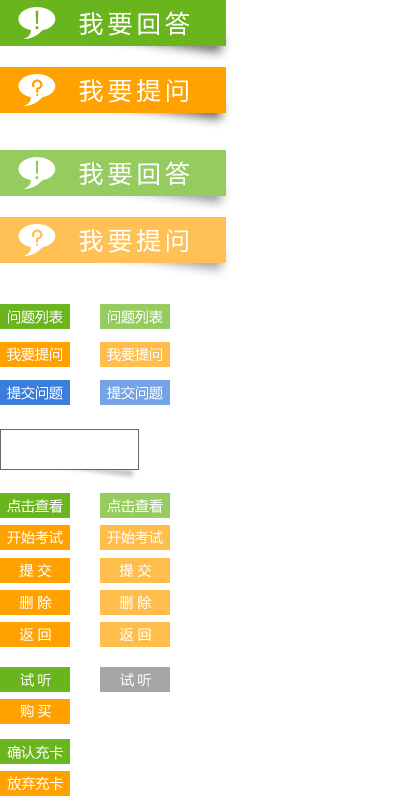 我要回答
我要提问
我要回答
我要提问
问题列表 问题列表
我要提问 我要提问
提交问题 提交问题
点击查看 点击查看
开始考试 开始考试
提 交 提 交
删 除 删 除
返 回 返 回
试 听 试 听
购 买
确认充卡
放弃充卡